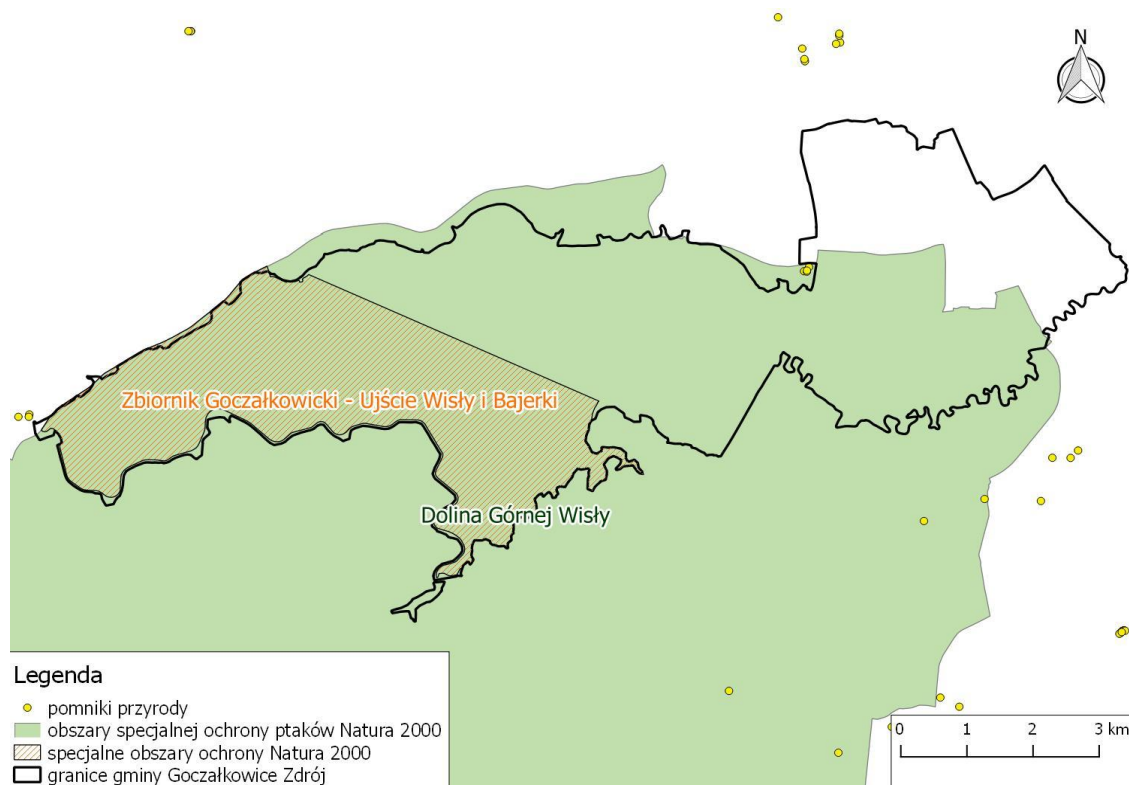 N
Zbiornik Goczałkowicki - Ujście Wisły i Bajerki
Dolina Górnej Wisły
Legenda
pomniki przyrody
obszary specjalnej ochrony ptaków Natura 2000
specjalne obszary ochrony Natura 2000
granice gminy Goczałkowice Zdrój
0 1 2 3 km